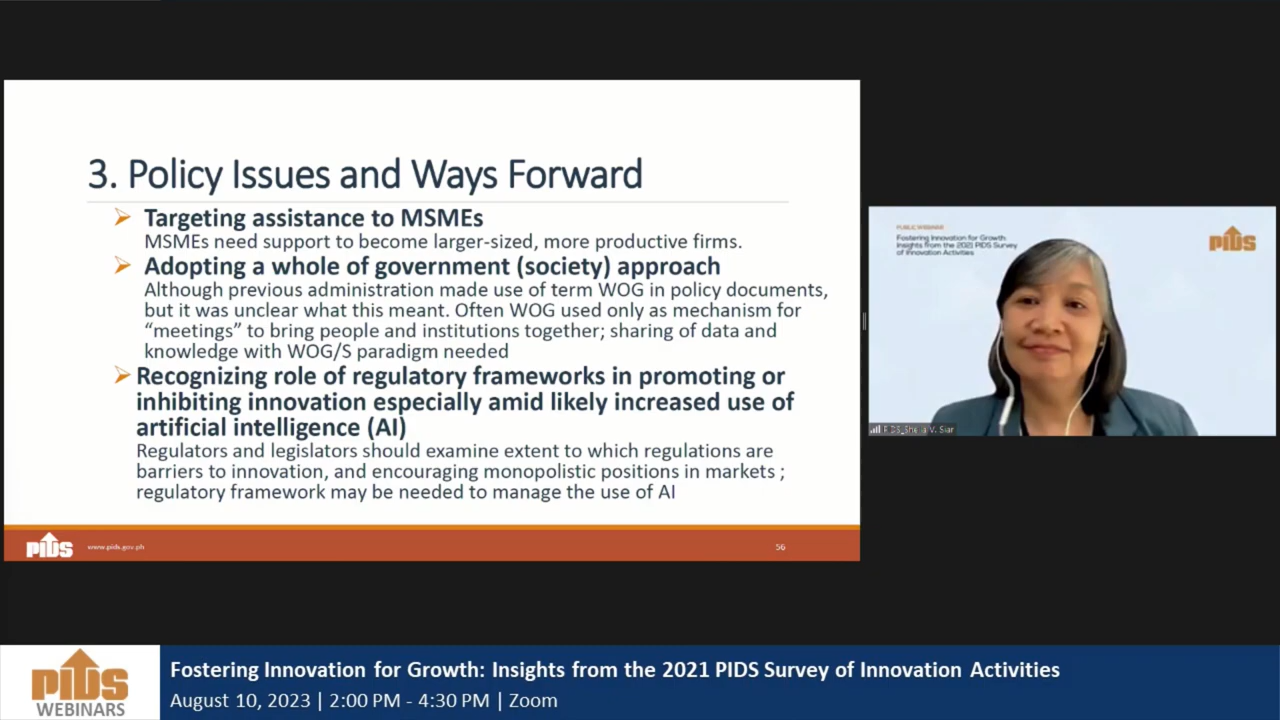 3. Policy Issues and Ways Forward
Targeting assistance to MSMEs
MSMEs need support to become larger-sized, more productive firms.
Adopting a whole of government (society) approach
Although previous administration made use of term WOG in policy documents,
but it was unclear what this meant. Often WOG used only as mechanism for
“meetings” to bring people and institutions together; sharing of data and
knowledge with WOG/S paradigm needed
Recognizing role of regulatory frameworks in promoting or
inhibiting innovation especially amid likely increased use of
artificial intelligence (AI)
Regulators and legislators should examine extent to which regulations are
barriers to innovation, and encouraging monopolistic positions in markets ;
regulatory framework may be needed to manage the use of AI
PIDS
www.pids.gov.ph
56
PUBLIC WEBINAR
Fostering Innovation for Growth:
Insights from the 2021 PIDS Survey
of Innovation Activities
PIDS
PIDS_Sheila V. Siar
PIDS
WEBINARS
Fostering Innovation for Growth: Insights from the 2021 PIDS Survey of Innovation Activities
August 10, 2023 | 2:00 PM - 4:30 PM | Zoom